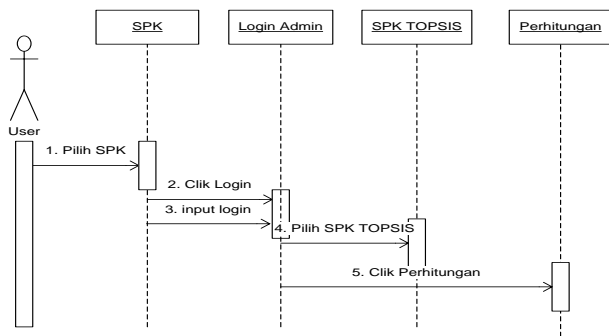 SPK
Login Admin
SPK TOPSIS
Perhitungan
User
1. Pilih SPK
2. Clik Login
3. input login
4. Pilih SPK TOPSIS
5. Clik Perhitungan